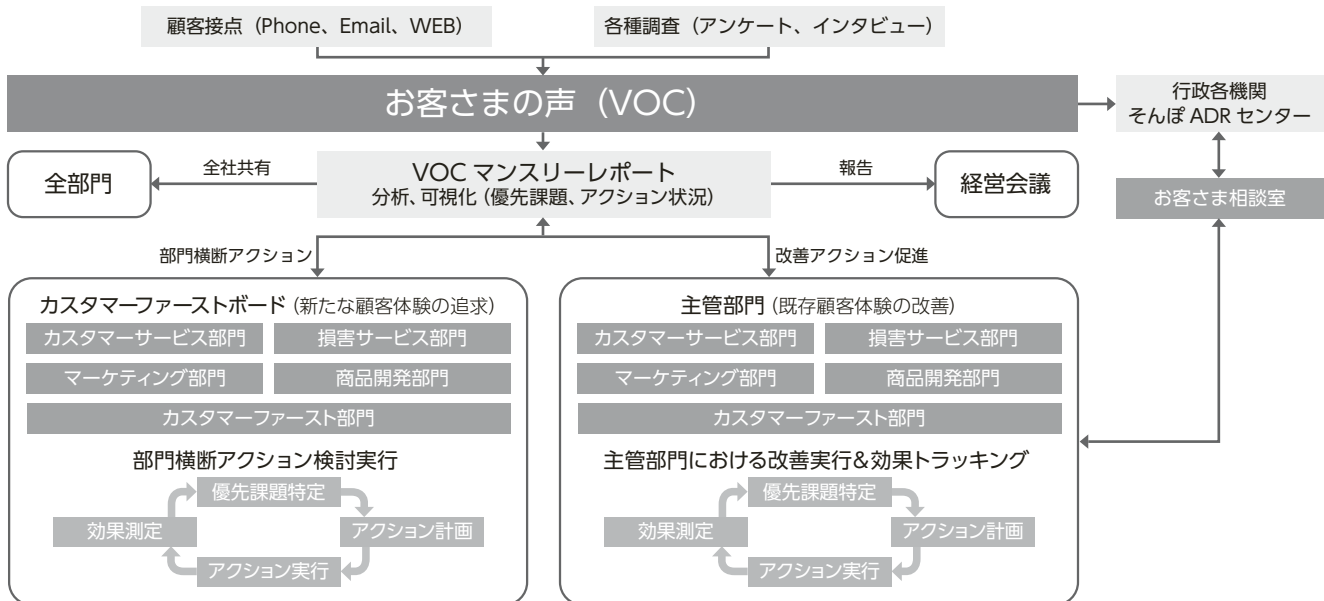 顧客接点（Phone、Email、WEB）
各種調査（アンケート、インタビュー）
お客さまの声（VOC）
行政各機関
そんぽ ADR センター
全部門
全社共有
VOC マンスリーレポート
分析、可視化（優先課題、アクション状況）
報告
経営会議
お客さま相談室
部門横断アクション
改善アクション促進
カスタマーファーストボード（新たな顧客体験の追求）
カスタマーサービス部門
損害サービス部門
マーケティング部門
商品開発部門
カスタマーファースト部門
部門横断アクション検討実行
優先課題特定
効果測定
アクション計画
アクション実行
主管部門（既存顧客体験の改善）
カスタマーサービス部門
損害サービス部門
マーケティング部門
商品開発部門
カスタマーファースト部門
主管部門における改善実行&効果トラッキング
優先課題特定
効果測定
アクション計画
アクション実行